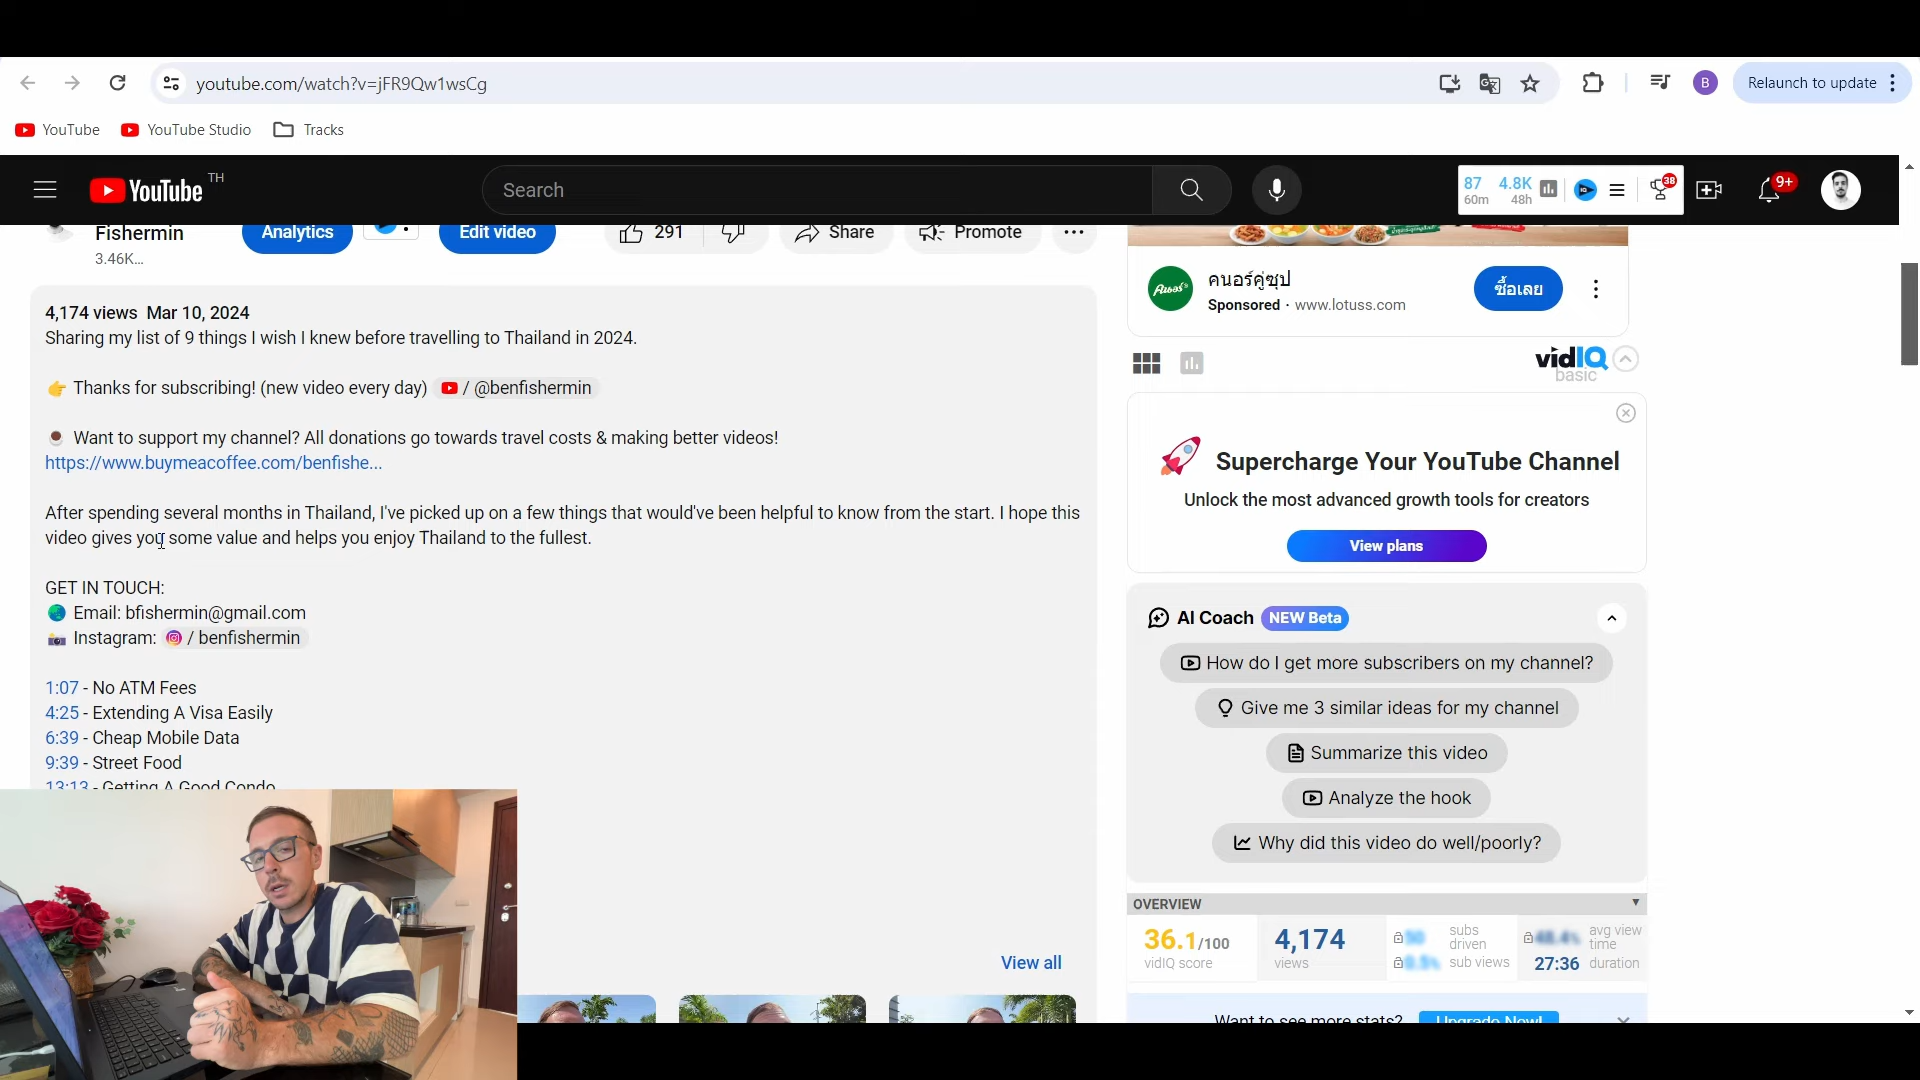 youtube.com/watch?v=jFR9Qw1wsCg
B
Relaunch to update
YouTube
YouTube Studio
Tracks
YouTube TH
Search
87
60m
4.8K
48h
IQ
38
9+
Fishermin
3.46K...
Analytics
Edit video
291
Share
Promote
4,174 views Mar 10, 2024
Sharing my list of 9 things I wish I knew before travelling to Thailand in 2024.
👉 Thanks for subscribing! (new video every day) / @benfishermin
☕ Want to support my channel? All donations go towards travel costs & making better videos!
https://www.buymeacoffee.com/benfishe...
After spending several months in Thailand, I've picked up on a few things that would've been helpful to know from the start. I hope this
video gives you some value and helps you enjoy Thailand to the fullest.
GET IN TOUCH:
🌏 Email: bfishermin@gmail.com
📷 Instagram: / benfishermin
1:07 - No ATM Fees
4:25 - Extending A Visa Easily
6:39 - Cheap Mobile Data
9:39 - Street Food
13:13 - Getting A Good Condo
View all
คนอร์คู่ซุป
Sponsored · www.lotuss.com
ซื้อเลย
vidIQ
basic
Supercharge Your YouTube Channel
Unlock the most advanced growth tools for creators
View plans
AI Coach NEW Beta
How do I get more subscribers on my channel?
Give me 3 similar ideas for my channel
Summarize this video
Analyze the hook
Why did this video do well/poorly?
OVERVIEW
36.1/100
vidIQ score
4,174
views
subs
driven
sub views
avg view
time
27:36 duration
Want to see more stats?
Upgrade Now!